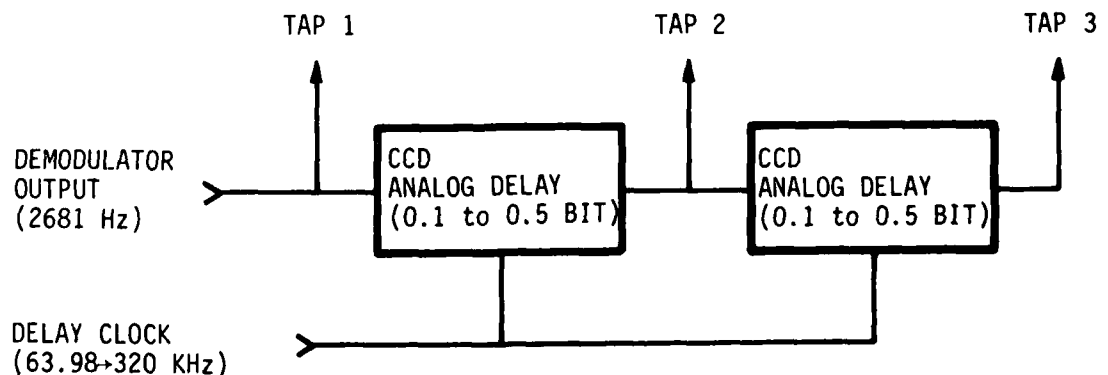 TAP 1
TAP 2
TAP 3
DEMODULATOR
OUTPUT
(2681 Hz)
CCD
ANALOG DELAY
(0.1 to 0.5 BIT)
CCD
ANALOG DELAY
(0.1 to 0.5 BIT)
DELAY CLOCK
(63.98→320 KHz)